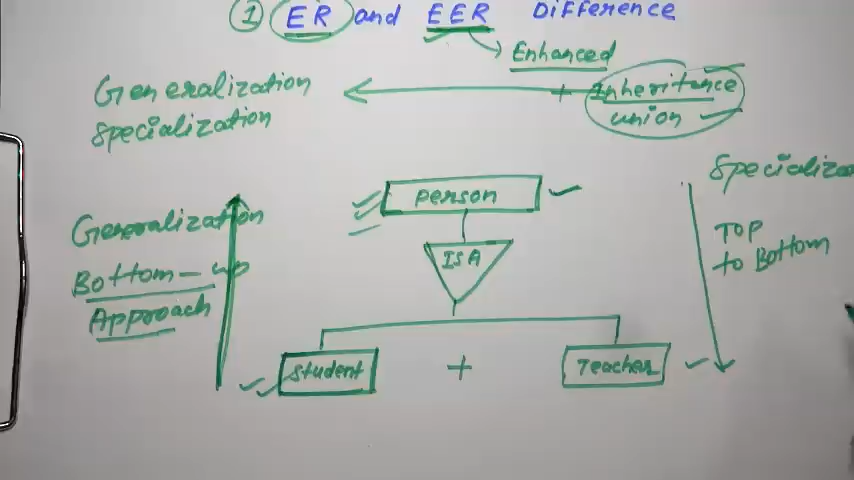 ① ER and EER Difference
Enhanced
Generalization + Inheritance
Specialization union
Specializa
Person
Generalization
TOP
to Bottom
ISA
Bottom-up
Approach
Student + Teacher